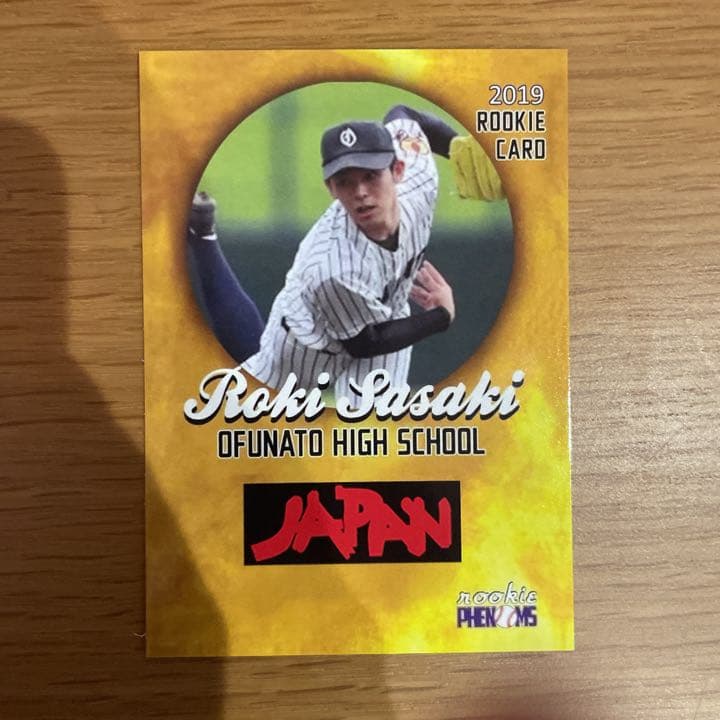 2019
ROOKIE
CARD
Roki Sasaki
OFUNATO HIGH SCHOOL
JAPAN
rookie
PHENOMS